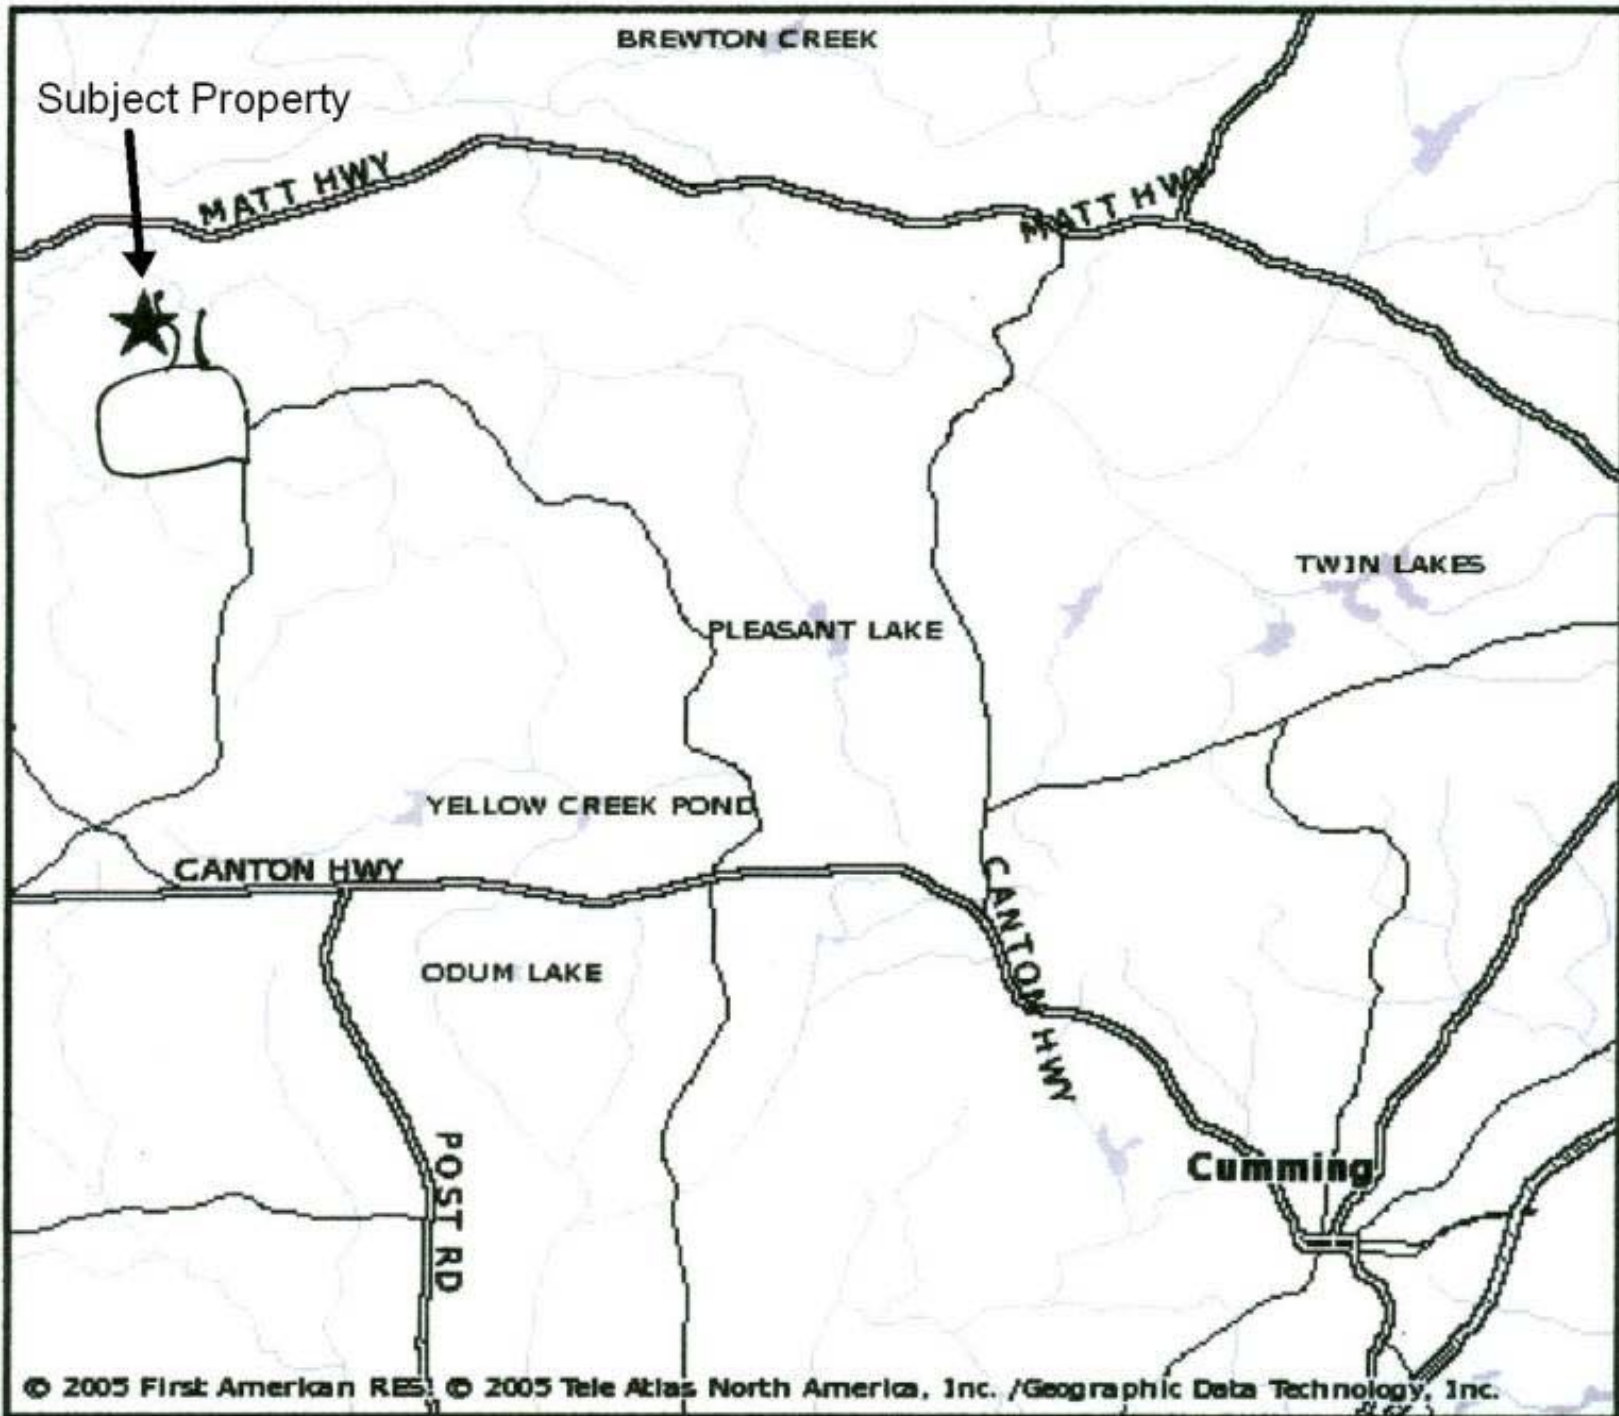 BREWTON CREEK
Subject Property
MATT HWY
MATT HWY
TWIN LAKES
PLEASANT LAKE
YELLOW CREEK POND
CANTON HWY
CANTON HWY
ODUM LAKE
POST RD
Cumming
© 2005 First American RES. © 2005 Tele Atlas North America, Inc. /Geographic Data Technology, Inc.